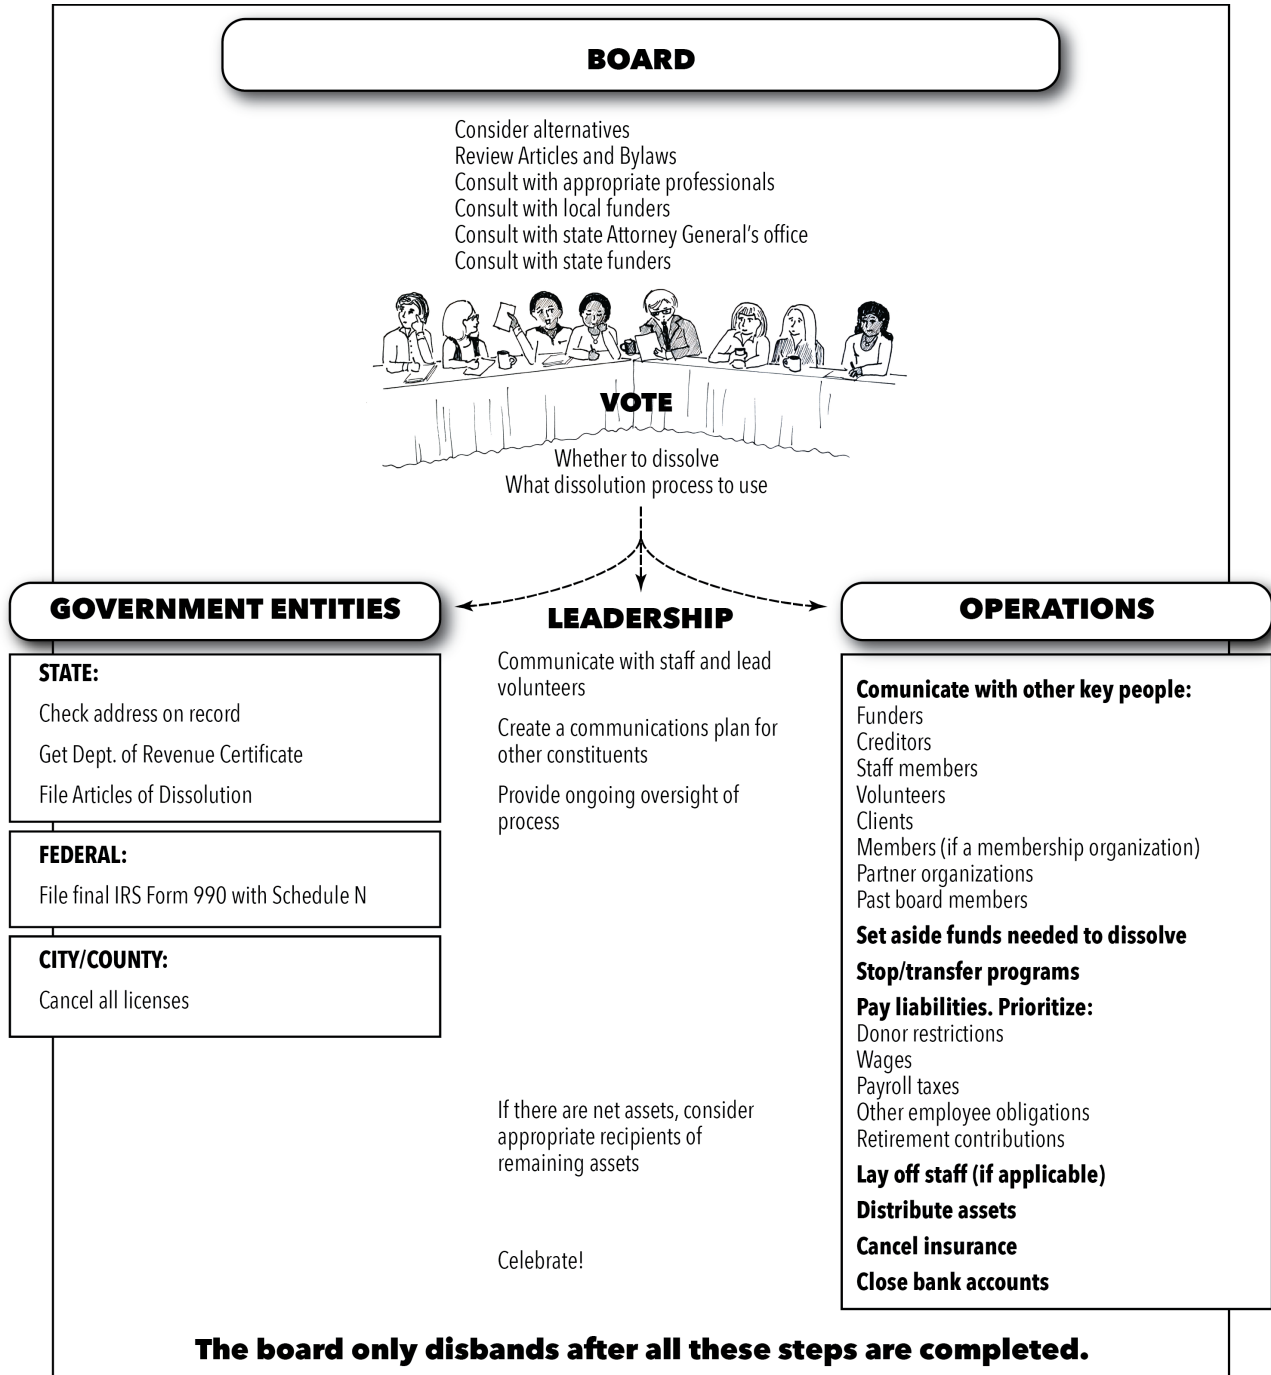 BOARD
Consider alternatives
Review Articles and Bylaws
Consult with appropriate professionals
Consult with local funders
Consult with state Attorney General's office
Consult with state funders
VOTE
Whether to dissolve
What dissolution process to use
GOVERNMENT ENTITIES
STATE:
Check address on record
Get Dept. of Revenue Certificate
File Articles of Dissolution
FEDERAL:
File final IRS Form 990 with Schedule N
CITY/COUNTY:
Cancel all licenses
LEADERSHIP
Communicate with staff and lead
volunteers
Create a communications plan for
other constituents
Provide ongoing oversight of
process
If there are net assets, consider
appropriate recipients of
remaining assets
Celebrate!
OPERATIONS
Comunicate with other key people:
Funders
Creditors
Staff members
Volunteers
Clients
Members (if a membership organization)
Partner organizations
Past board members
Set aside funds needed to dissolve
Stop/transfer programs
Pay liabilities. Prioritize:
Donor restrictions
Wages
Payroll taxes
Other employee obligations
Retirement contributions
Lay off staff (if applicable)
Distribute assets
Cancel insurance
Close bank accounts
The board only disbands after all these steps are completed.